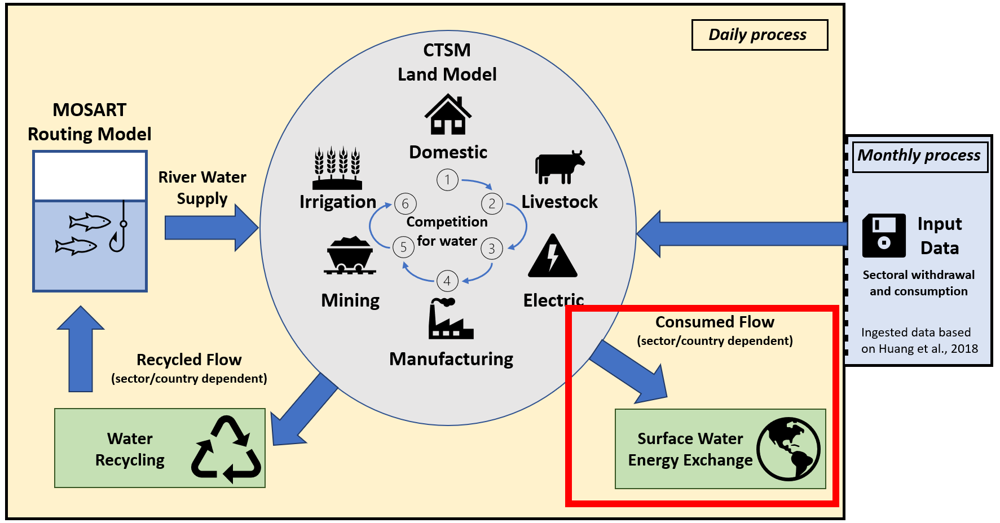 Daily process
CTSM
Land Model
MOSART
Routing Model
River Water
Supply
Domestic
Irrigation
Livestock
1
2
3
4
5
6
Competition
for water
Mining
Electric
Manufacturing
Monthly process
Input
Data
Sectoral withdrawal
and consumption
Ingested data based
on Huang et al., 2018
Consumed Flow
(sector/country dependent)
Recycled Flow
(sector/country dependent)
Water
Recycling
Surface Water
Energy Exchange